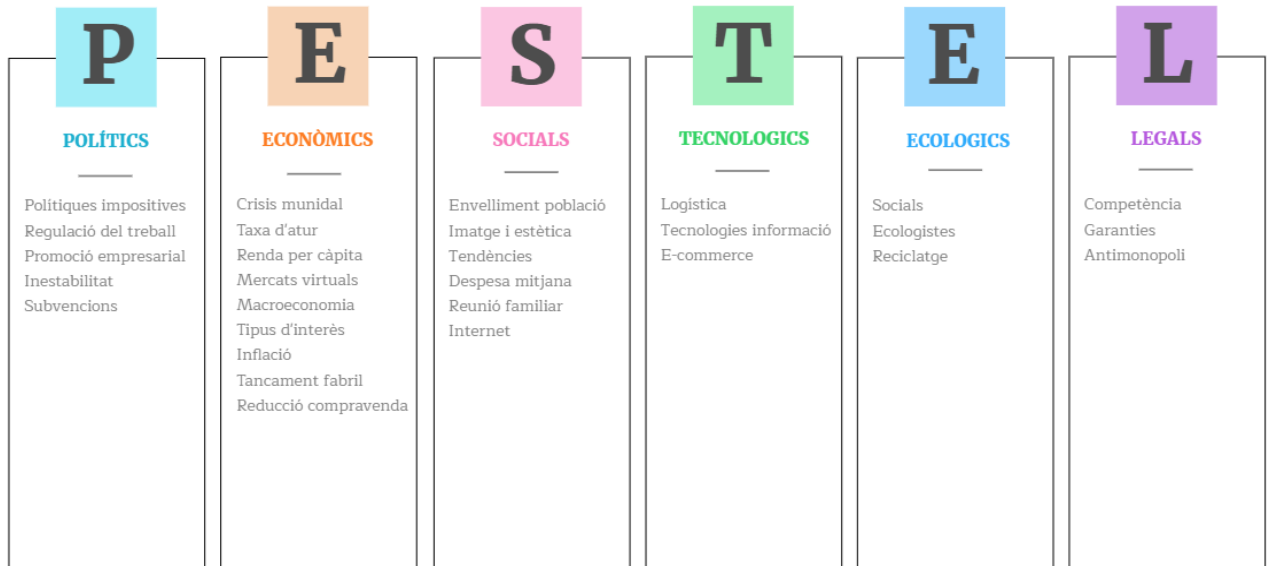 P
POLÍTICS
Polítiques impositives
Regulació del treball
Promoció empresarial
Inestabilitat
Subvencions
E
ECONÒMICS
Crisis munidal
Taxa d'atur
Renda per càpita
Mercats virtuals
Macroeconomia
Tipus d'interès
Inflació
Tancament fabril
Reducció compravenda
S
SOCIALS
Envelliment població
Imatge i estètica
Tendències
Despesa mitjana
Reunió familiar
Internet
T
TECNOLOGICS
Logística
Tecnologies informació
E-commerce
E
ECOLOGICS
Socials
Ecologistes
Reciclatge
L
LEGALS
Competència
Garanties
Antimonopoli